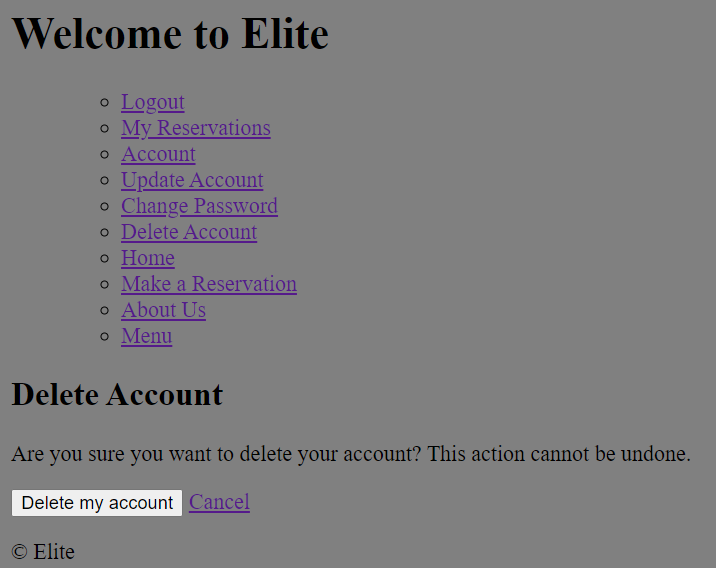 Welcome to Elite
Logout
My Reservations
Account
Update Account
Change Password
Delete Account
Home
Make a Reservation
About Us
Menu
Delete Account
Are you sure you want to delete your account? This action cannot be undone.
Delete my account Cancel
© Elite